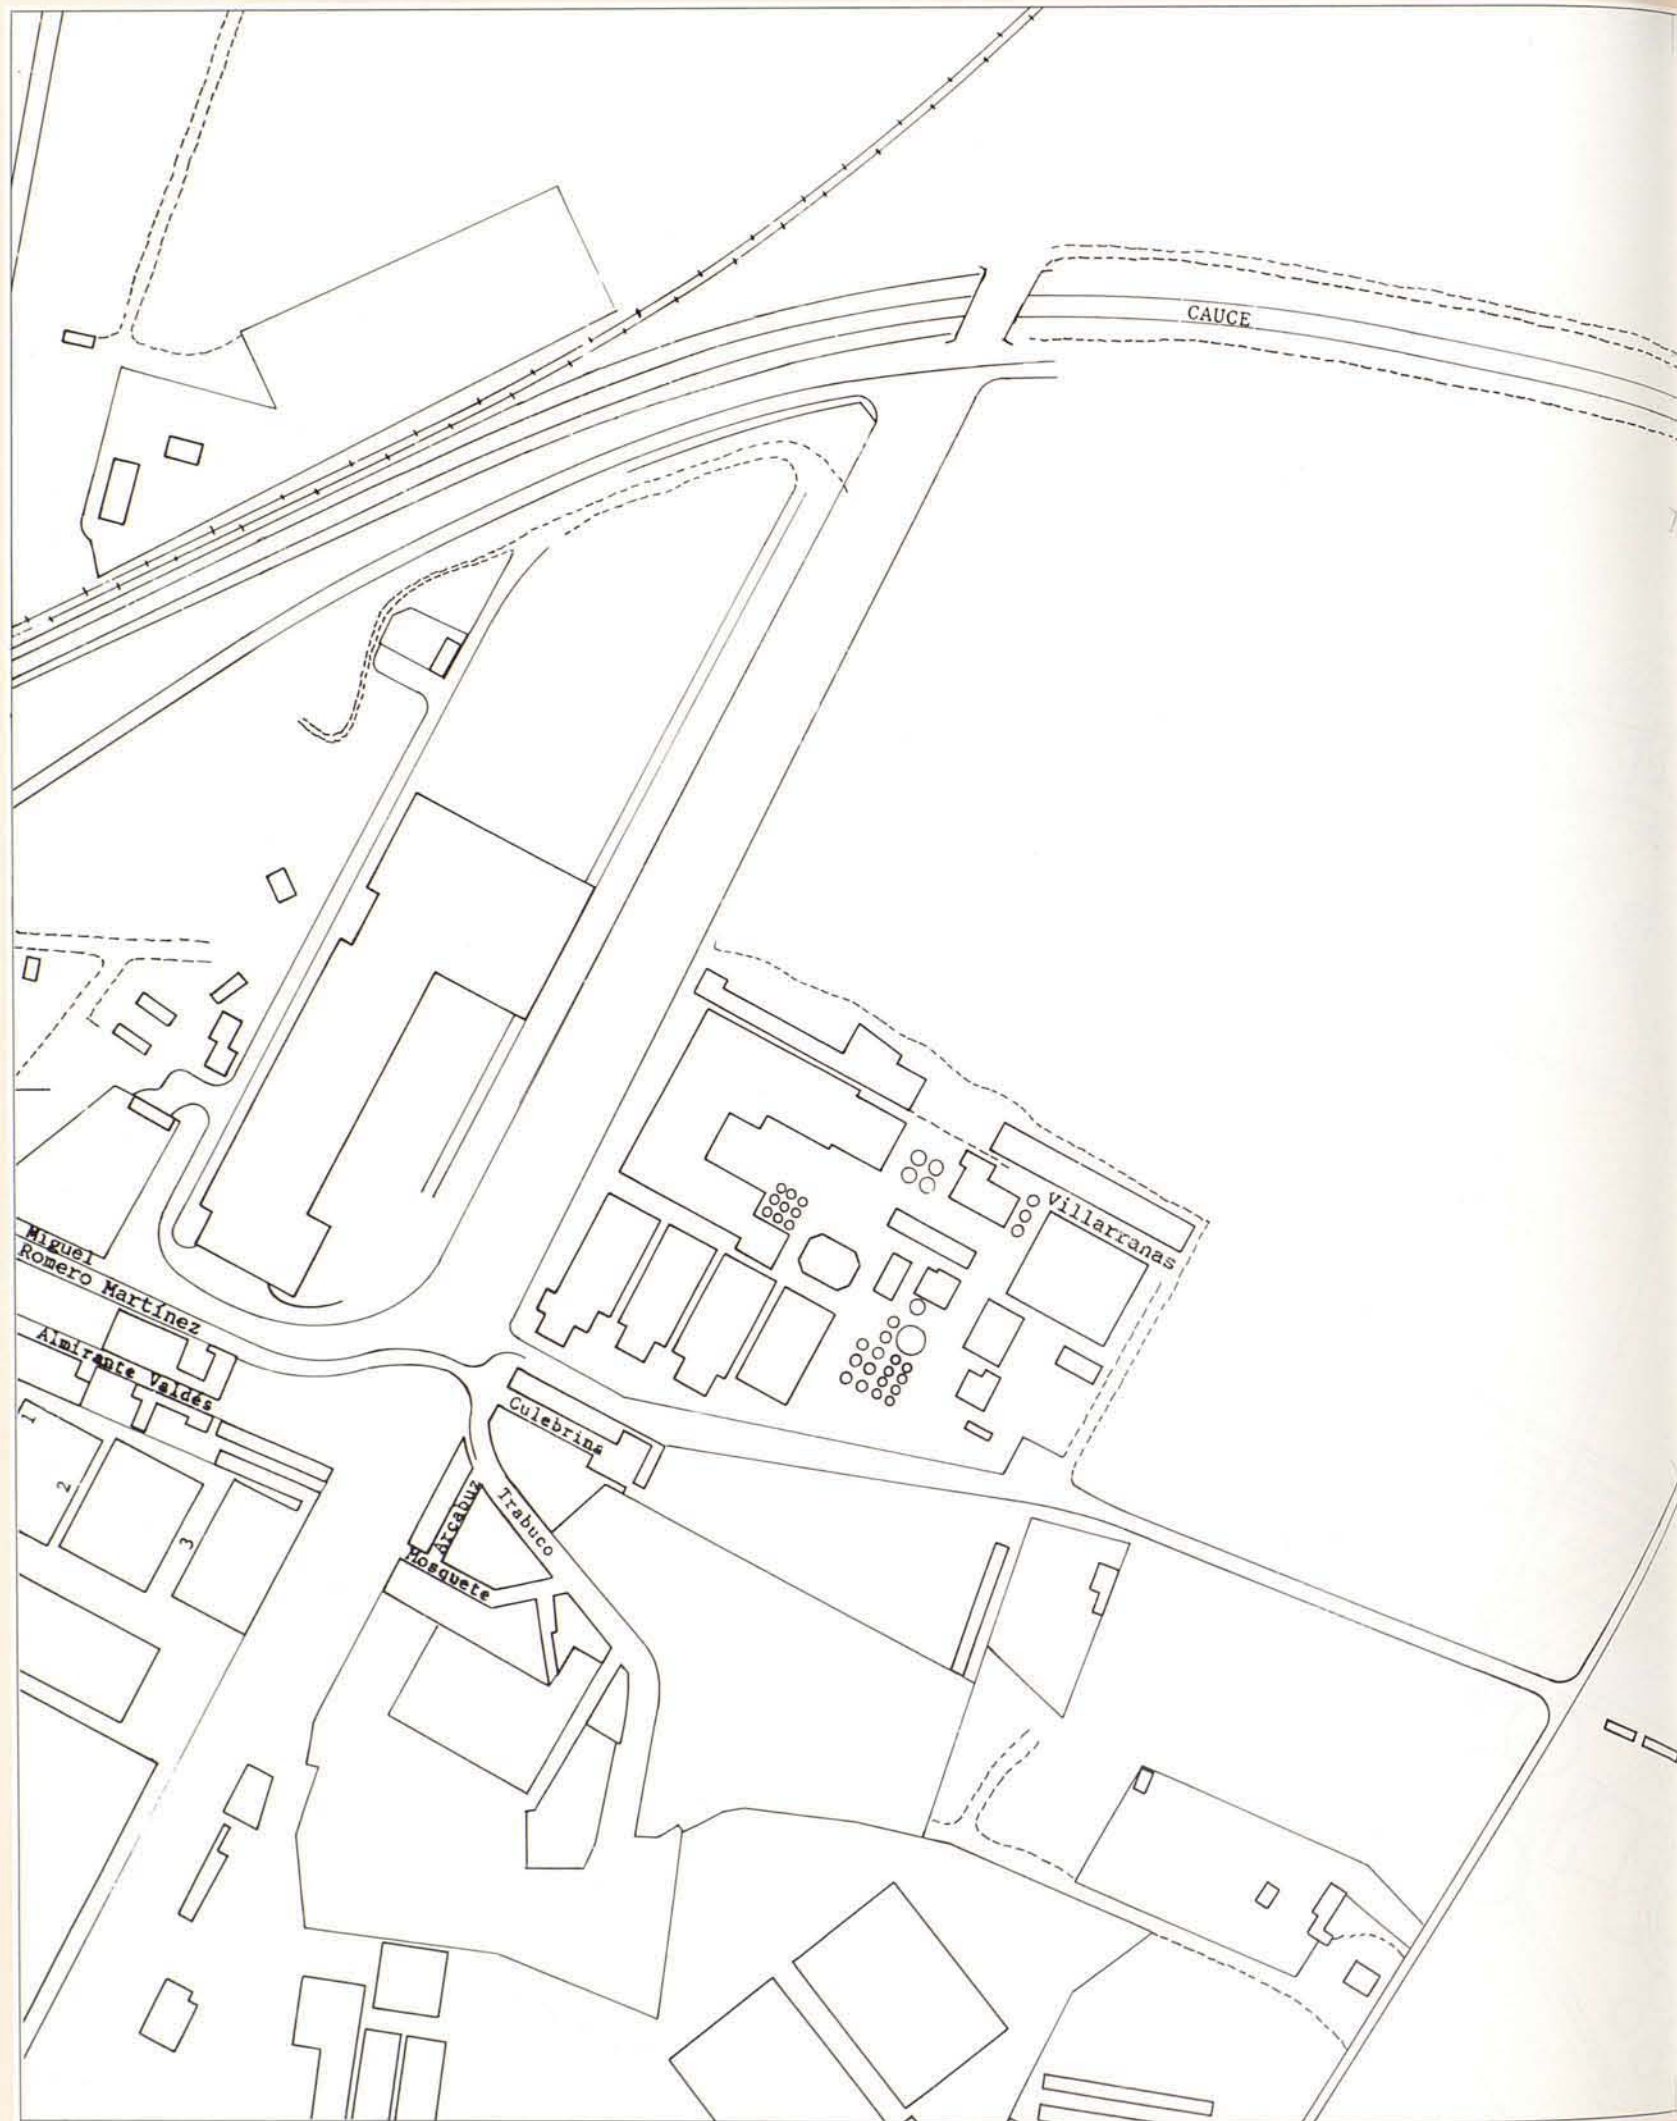 CAUCE
Villarranas
Miguel
Romero Martínez
Almirante Valdés
Culebrina
Trabuco
Arcabuz
Mosquete
1
2
3